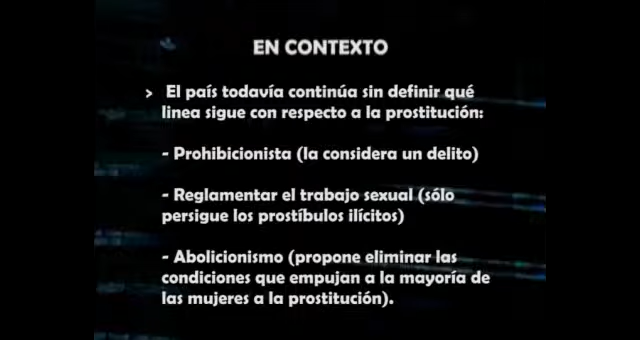 EN CONTEXTO
> El país todavía continúa sin definir qué
linea sigue con respecto a la prostitución:
- Prohibicionista (la considera un delito)
- Reglamentar el trabajo sexual (sólo
persigue los prostíbulos ilícitos)
- Abolicionismo (propone eliminar las
condiciones que empujan a la mayoría de
las mujeres a la prostitución).